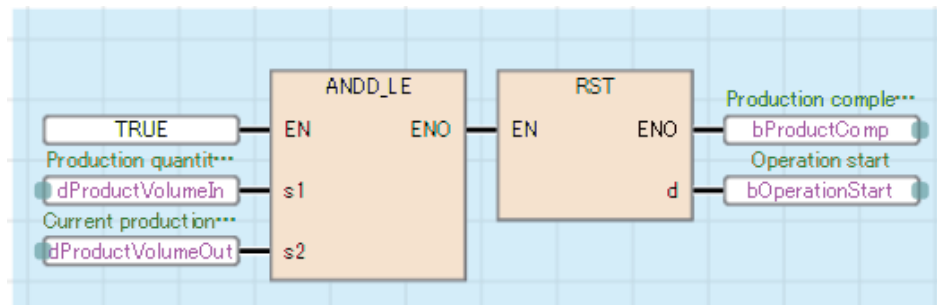 ANDD_LE
RST
Production comple…
TRUE
EN
ENO
EN
ENO
bProductComp
Production quantit…
Operation start
dProductVolumeIn
s1
d
bOperationStart
Current production…
dProductVolumeOut
s2